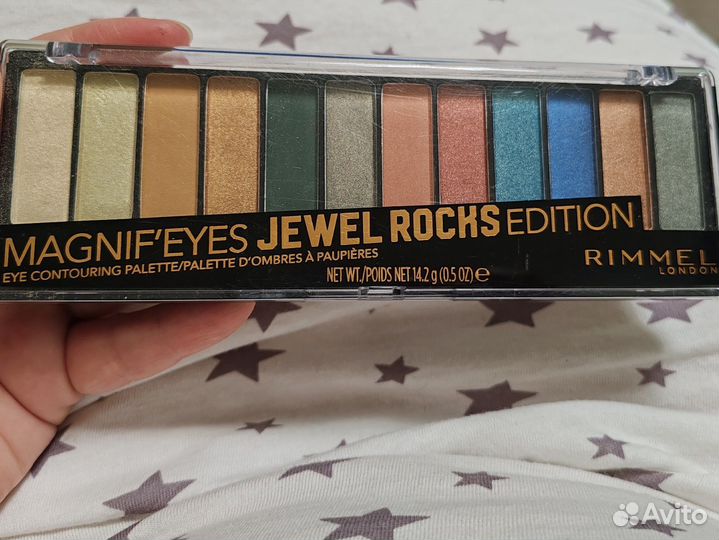 MAGNIF'EYES JEWEL ROCKS EDITION
EYE CONTOURING PALETTE/PALETTE D'OMBRES À PAUPIÈRES
NET WT./POIDS NET 14.2 g (0.5 OZ) e
RIMMEL
LONDON
Avito